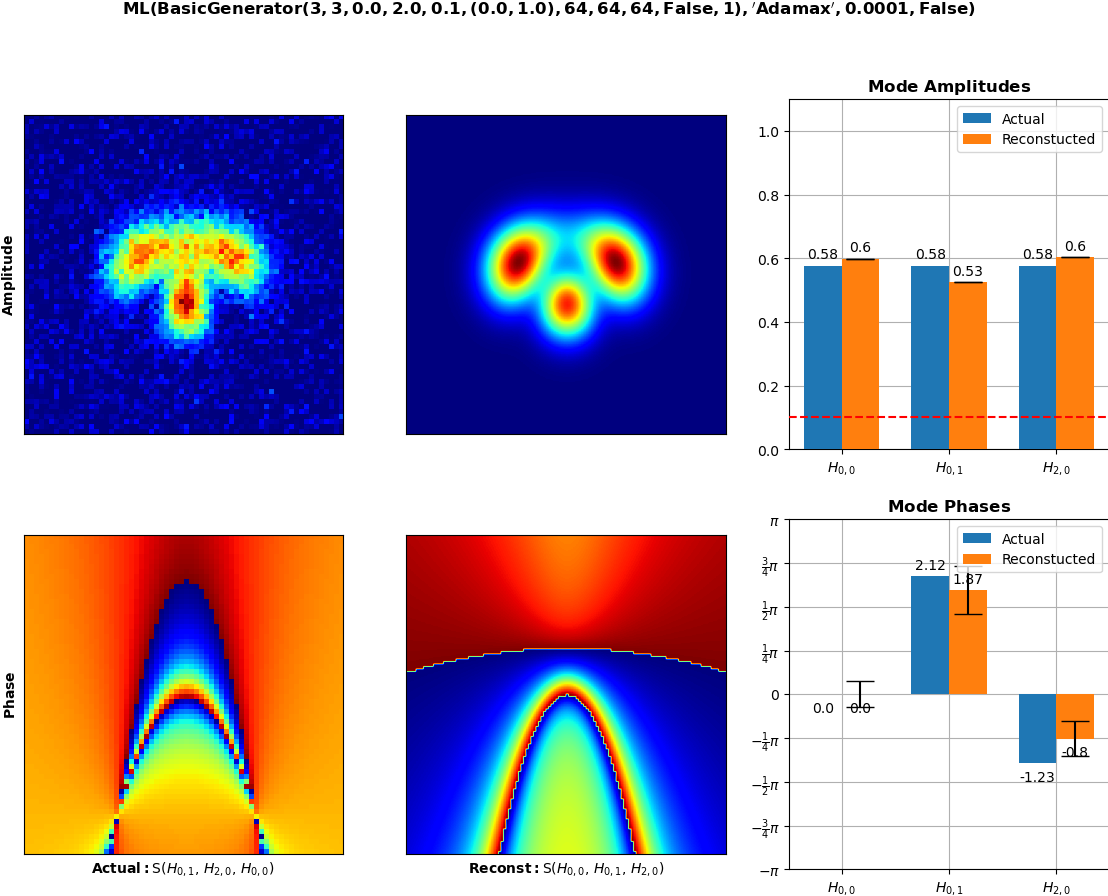 ML(BasicGenerator(3, 3, 0.0, 2.0, 0.1, (0.0, 1.0), 64, 64, 64, False, 1), 'Adamax', 0.0001, False)
Amplitude
Mode Amplitudes
Actual
Reconstucted
1.0
0.8
0.6
0.4
0.2
0.0
0.58
0.6
0.58
0.53
0.58
0.6
H0,0
H0,1
H2,0
Phase
Actual: S(H0,1, H2,0, H0,0)
Reconst: S(H0,0, H0,1, H2,0)
Mode Phases
Actual
Reconstucted
π
3/4π
1/2π
1/4π
0
−1/4π
−1/2π
−3/4π
−π
0.0
0.0
2.12
1.87
-1.23
-0.8
H0,0
H0,1
H2,0